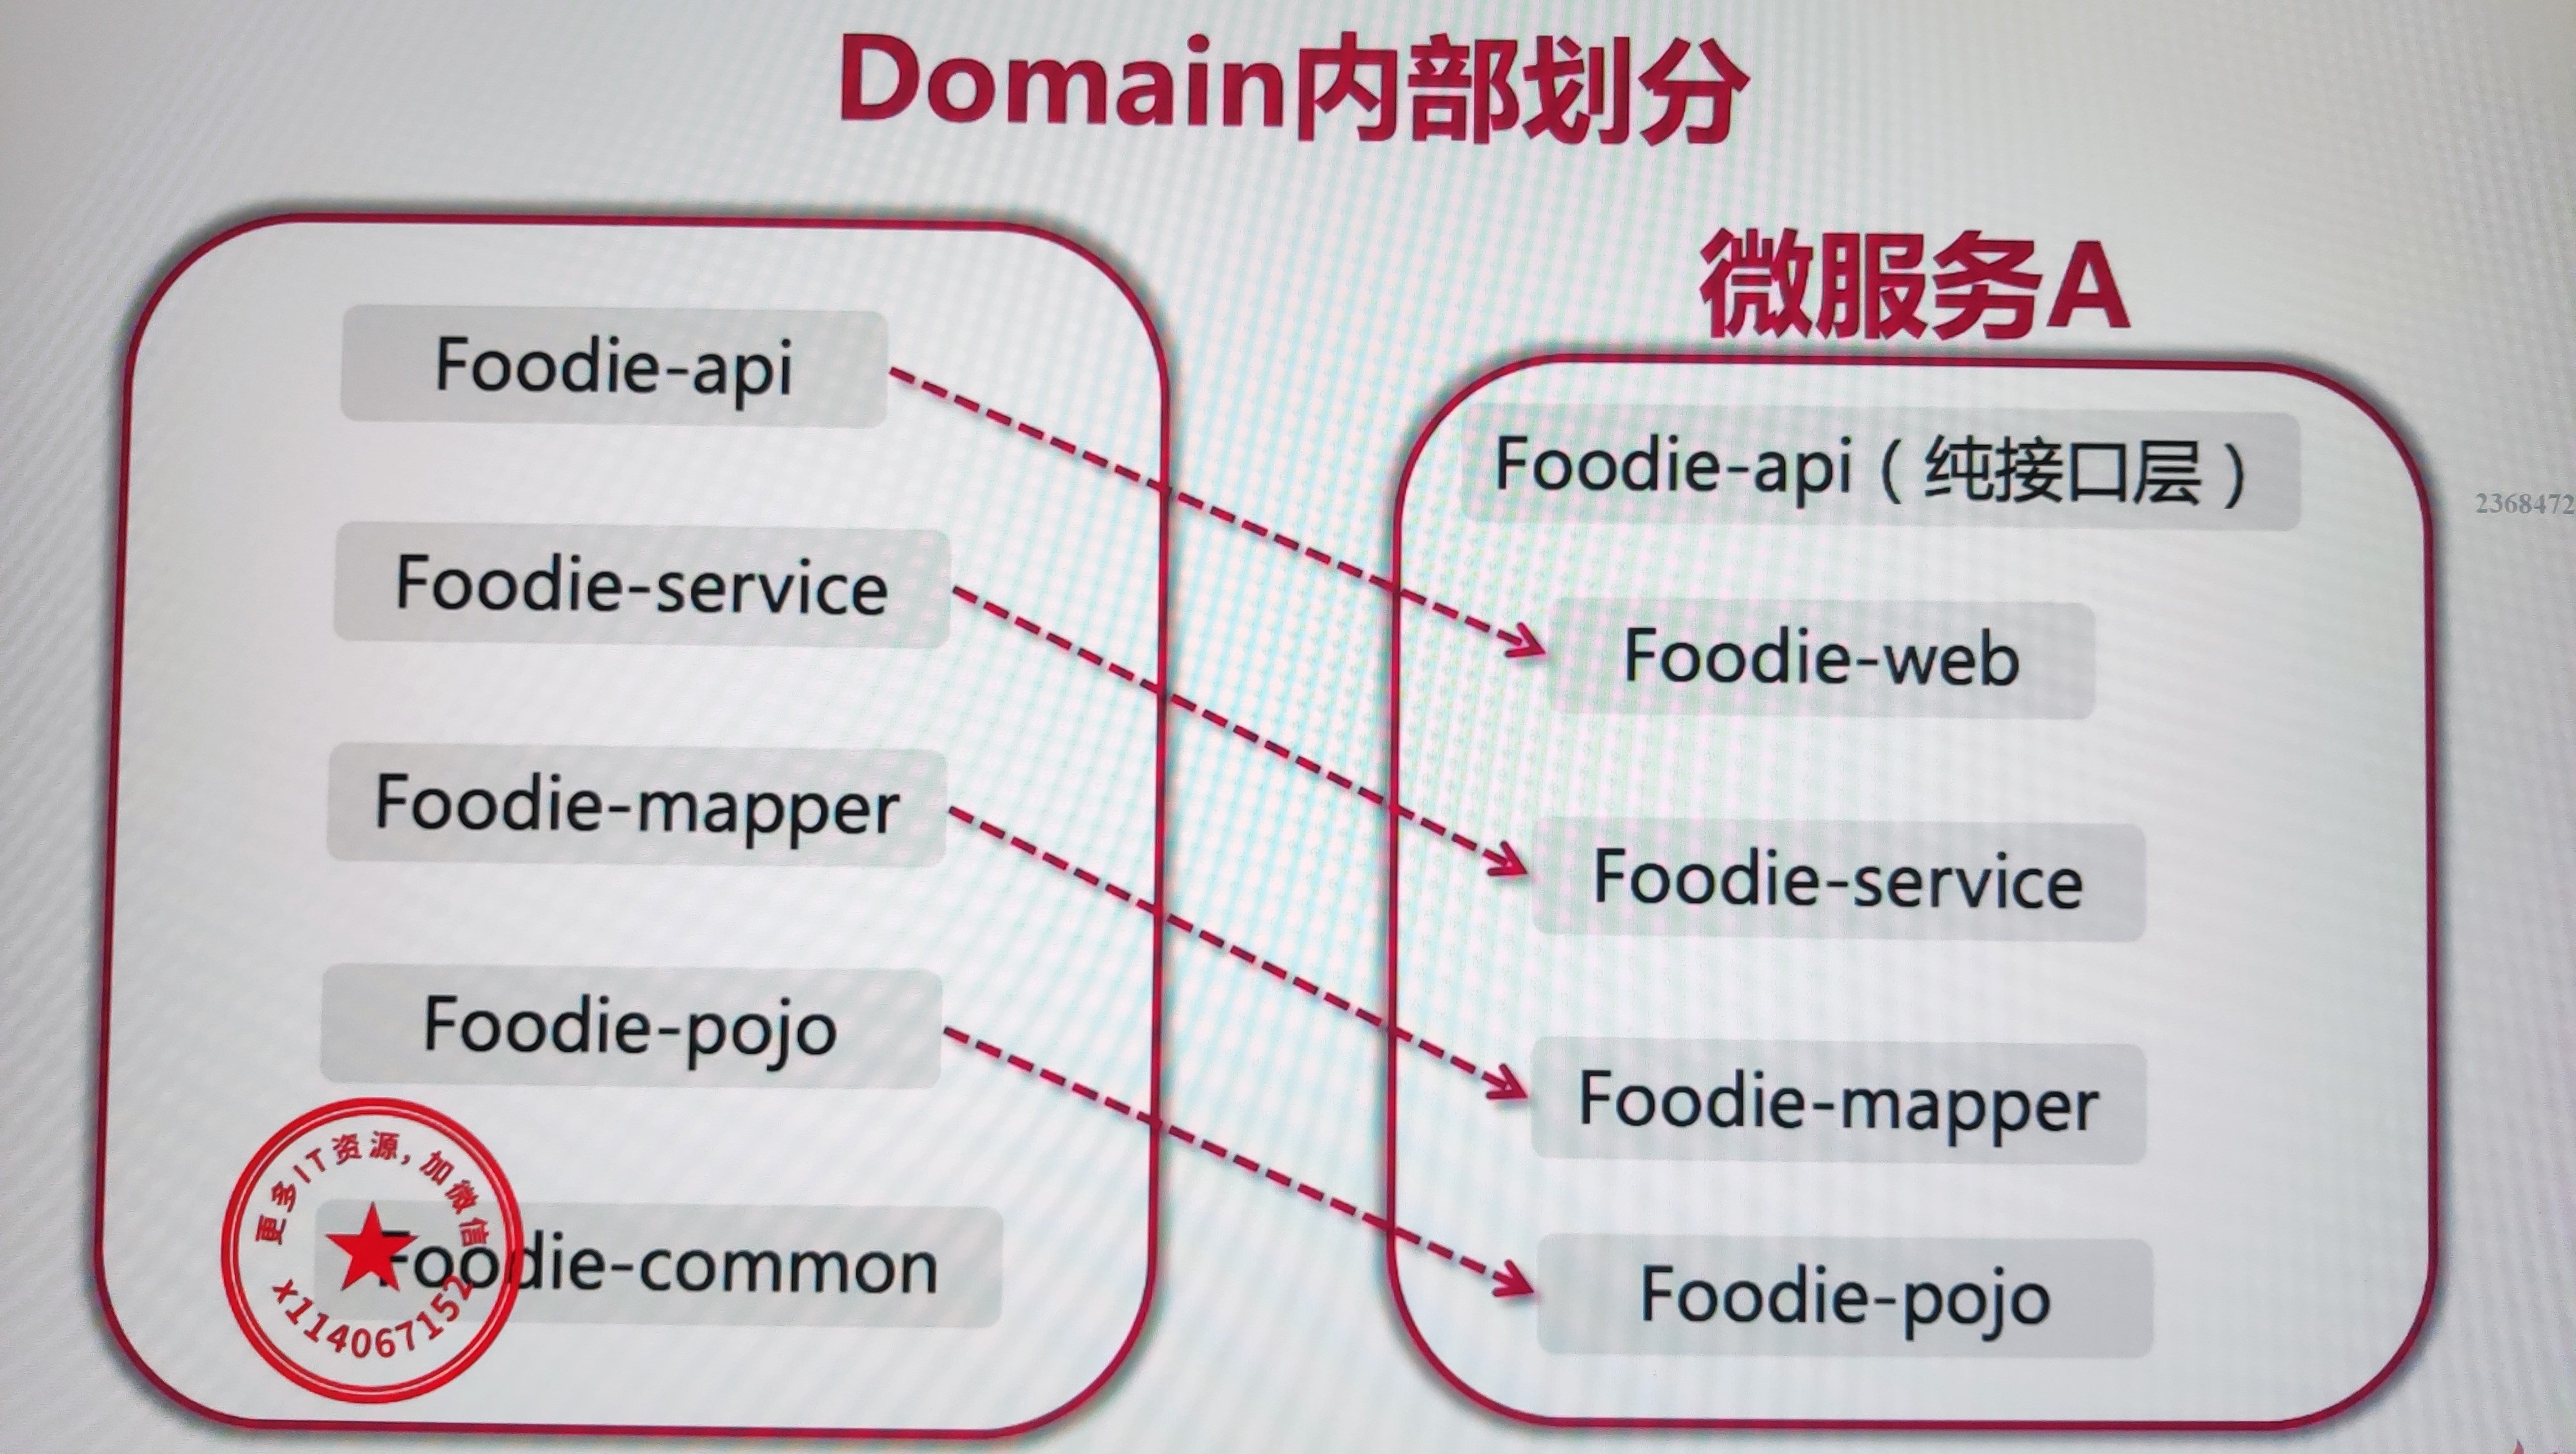 Domain内部划分
微服务A
Foodie-api
Foodie-service
Foodie-mapper
Foodie-pojo
Foodie-common
更多IT资源，加微信
x114067152
Foodie-api（纯接口层）
Foodie-web
Foodie-service
Foodie-mapper
Foodie-pojo
2368472